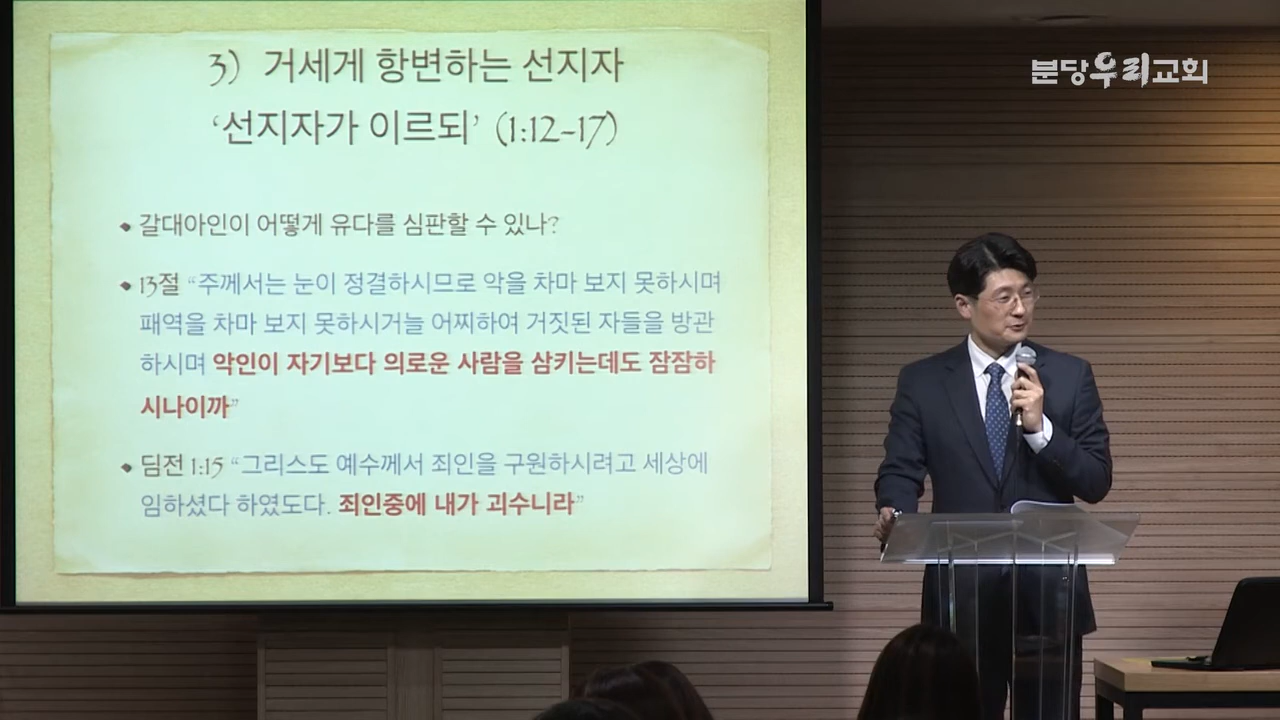 3) 거세게 항변하는 선지자
‘선지자가 이르되’ (1:12-17)
갈대아인이 어떻게 유다를 심판할 수 있나?
13절 “주께서는 눈이 정결하시므로 악을 차마 보지 못하시며
패역을 차마 보지 못하시거늘 어찌하여 거짓된 자들을 방관
하시며 악인이 자기보다 의로운 사람을 삼키는데도 잠잠하
시나이까”
딤전 1:15 “그리스도 예수께서 죄인을 구원하시려고 세상에
임하셨다 하였도다. 죄인중에 내가 괴수니라”
분당우리교회